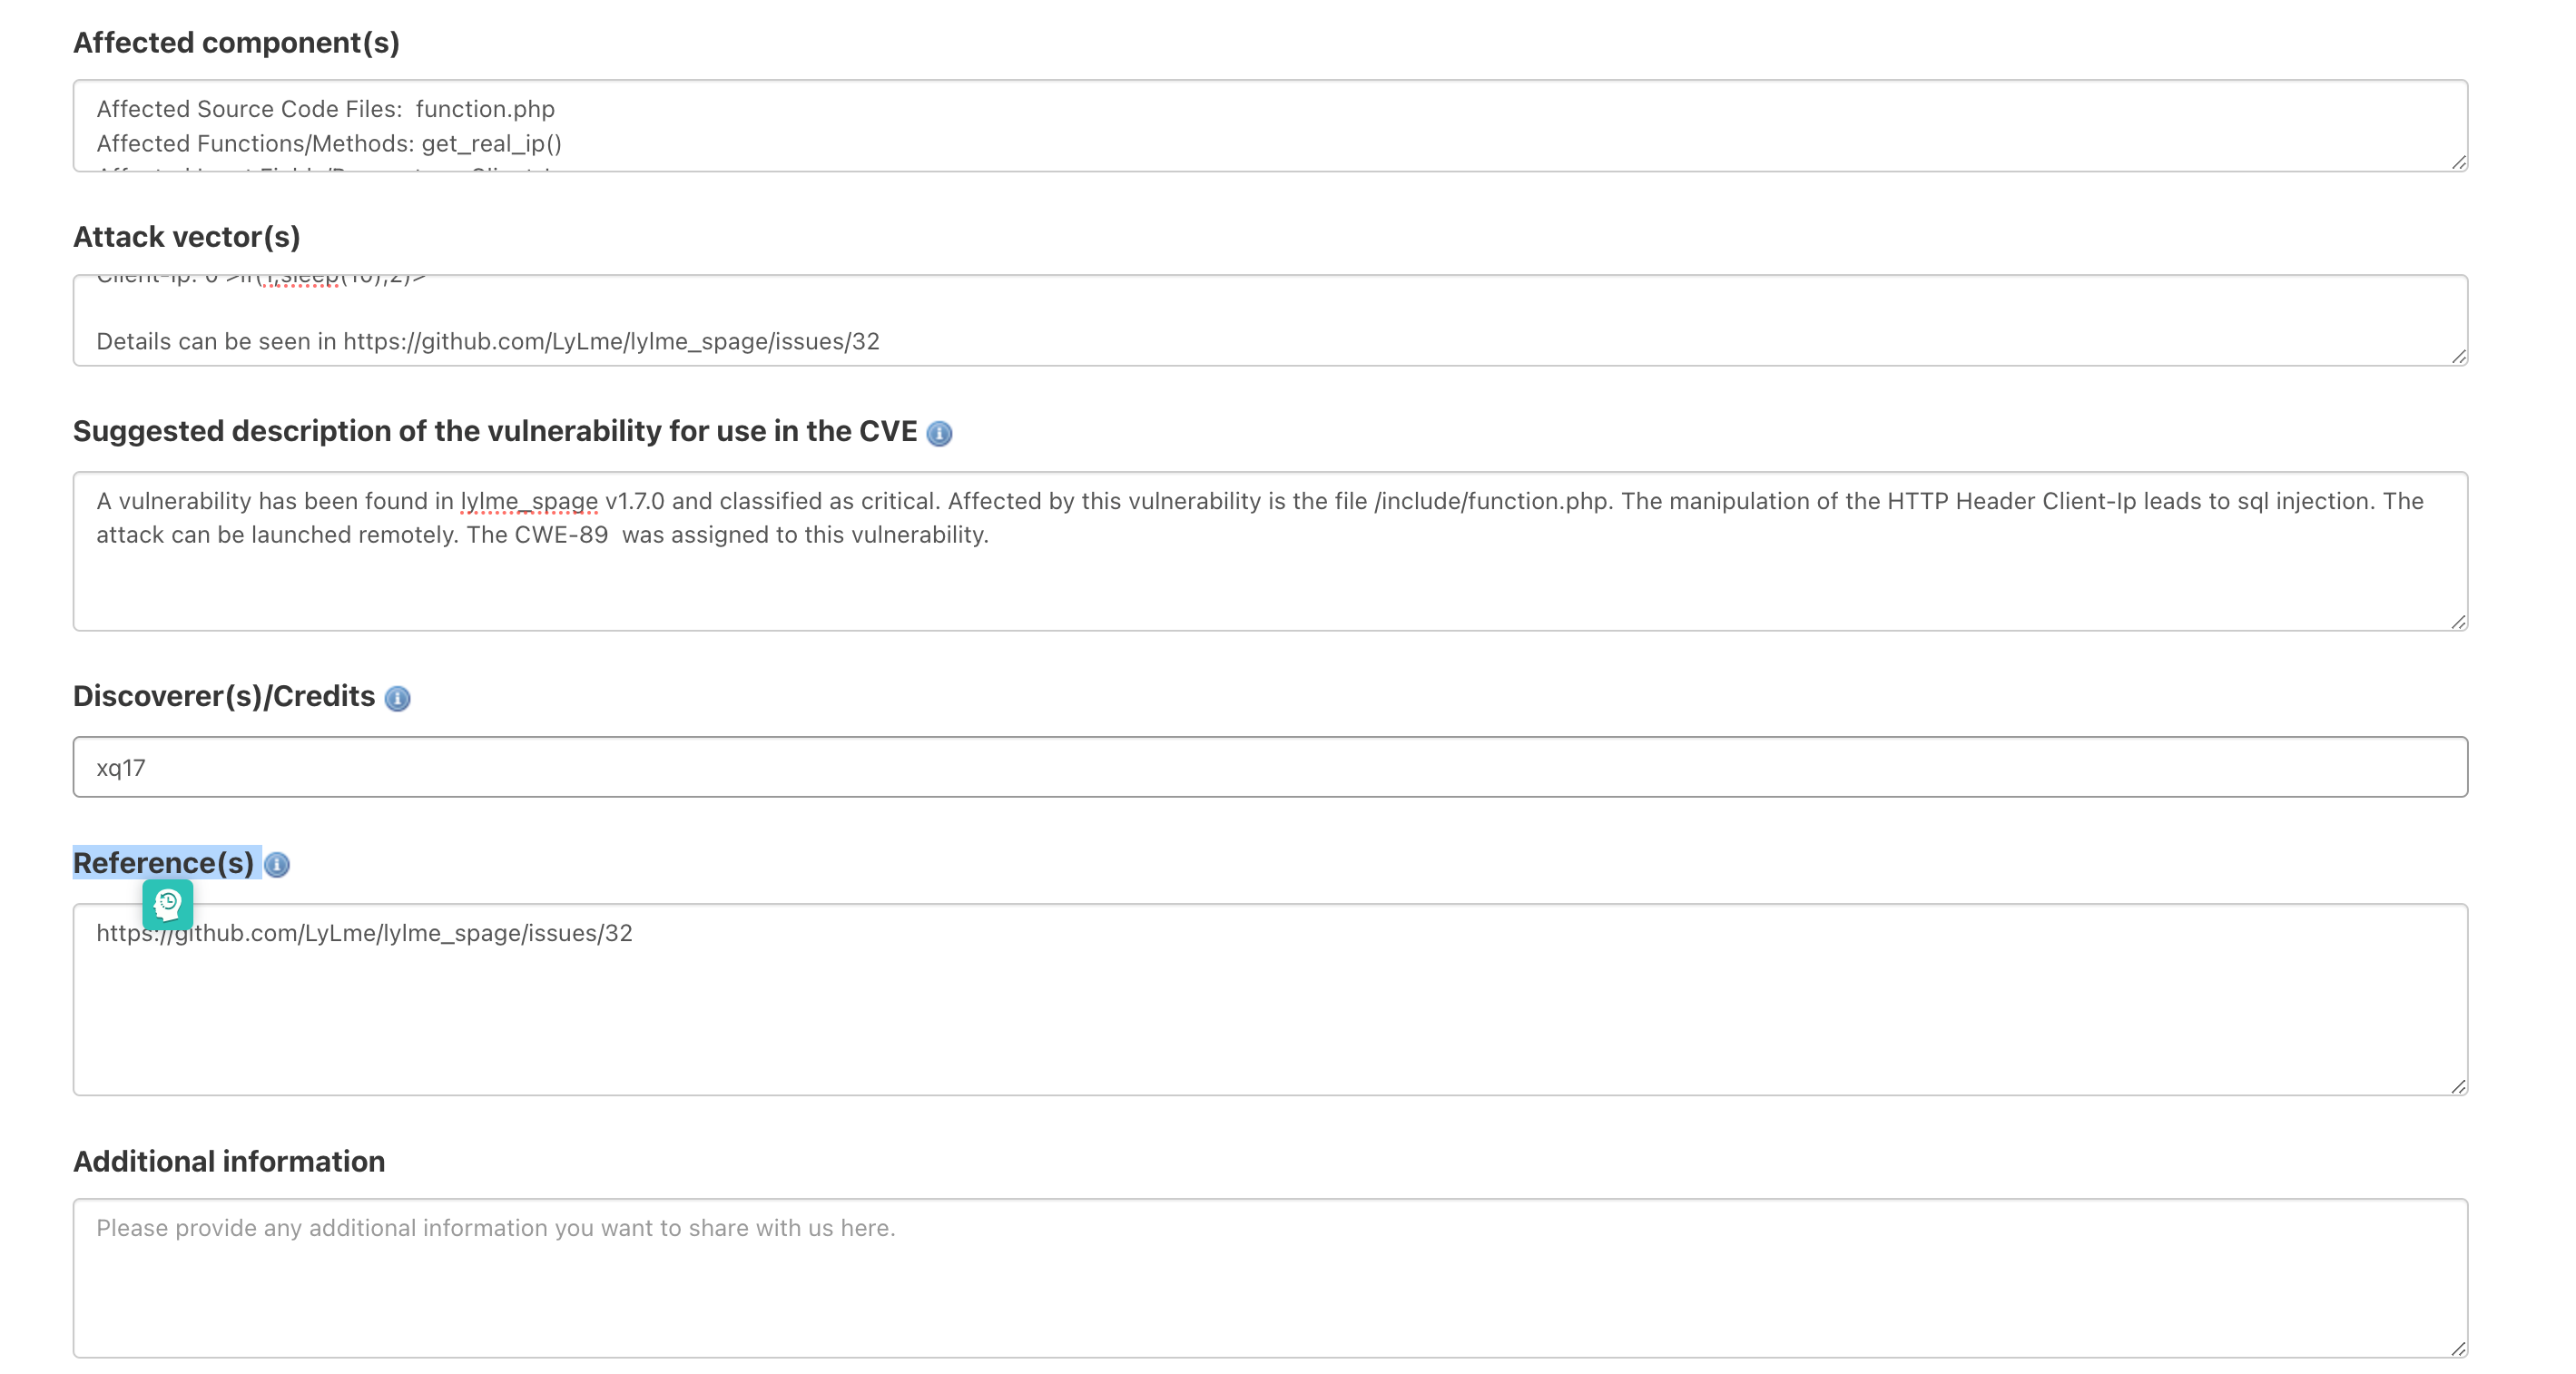 Affected component(s)
Affected Source Code Files:  function.php
Affected Functions/Methods: get_real_ip()
Attack vector(s)
Details can be seen in https://github.com/LyLme/lylme_spage/issues/32
Suggested description of the vulnerability for use in the CVE
A vulnerability has been found in lylme_spage v1.7.0 and classified as critical. Affected by this vulnerability is the file /include/function.php. The manipulation of the HTTP Header Client-Ip leads to sql injection. The
attack can be launched remotely. The CWE-89  was assigned to this vulnerability.
Discoverer(s)/Credits
xq17
Reference(s)
https://github.com/LyLme/lylme_spage/issues/32
Additional information
Please provide any additional information you want to share with us here.